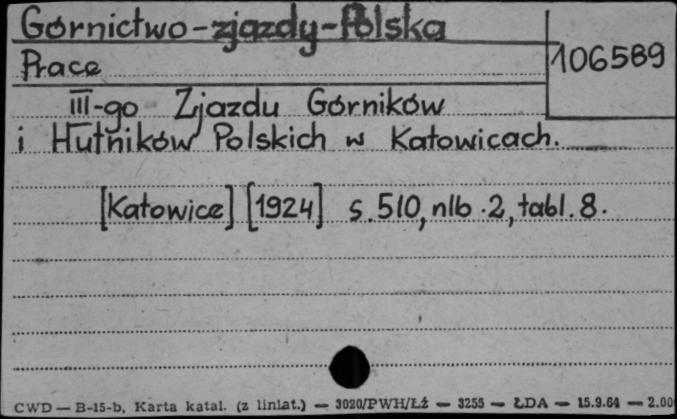 Górnictwo-zjazdy-Polska
106589
Prace
III-go Zjazdu Górników
i Hutników Polskich w Katowicach.
[Katowice] [1924] s. 510, nlb. 2, tabl. 8.
CWD — B-15-b, Karta katal. (z liniat.) — 3020/PWH/ŁŻ — 3255 — ŁDA — 15.9.64 — 2.00